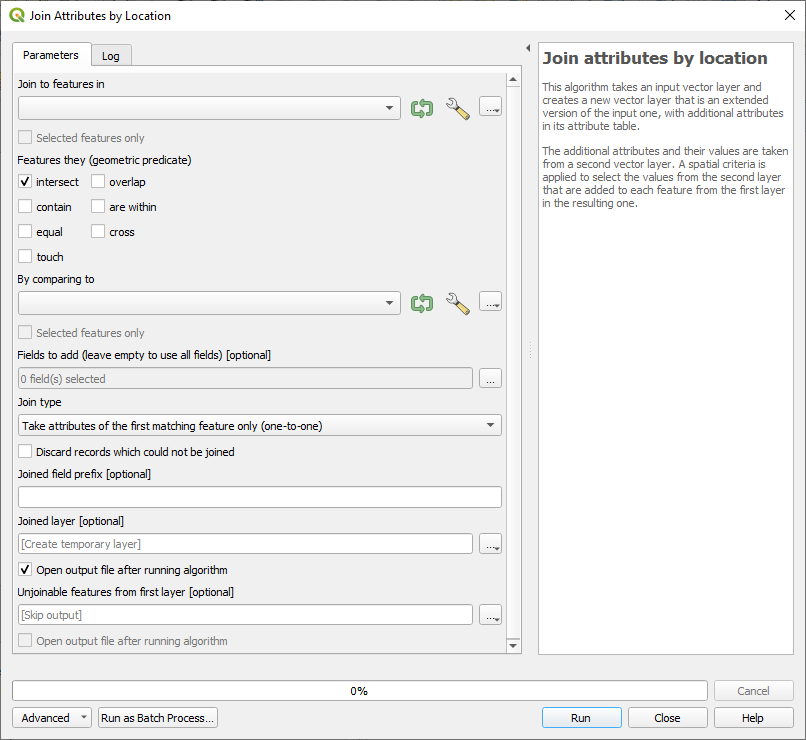 Join Attributes by Location
Parameters
Log
Join to features in
...
Selected features only
Features they (geometric predicate)
intersect
overlap
contain
are within
equal
cross
touch
By comparing to
...
Selected features only
Fields to add (leave empty to use all fields) [optional]
0 field(s) selected
...
Join type
Take attributes of the first matching feature only (one-to-one)
Discard records which could not be joined
Joined field prefix [optional]
Joined layer [optional]
[Create temporary layer]
...
Open output file after running algorithm
Unjoinable features from first layer [optional]
[Skip output]
...
Open output file after running algorithm
Join attributes by location
This algorithm takes an input vector layer and
creates a new vector layer that is an extended
version of the input one, with additional attributes
in its attribute table.
The additional attributes and their values are taken
from a second vector layer. A spatial criteria is
applied to select the values from the second layer
that are added to each feature from the first layer
in the resulting one.
0%
Cancel
Advanced
Run as Batch Process...
Run
Close
Help